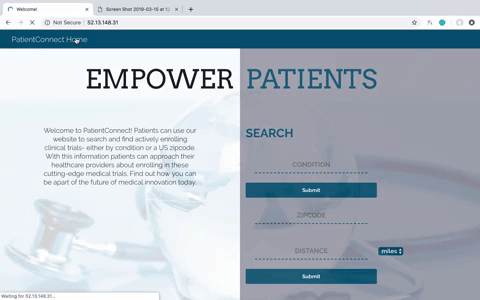 Welcome!
Screen Shot 2019-03-15 at 12
Not Secure | 52.13.148.31
PatientConnect Home
EMPOWER PATIENTS
Welcome to PatientConnect! Patients can use our
website to search and find actively enrolling
clinical trials- either by condition or a US zipcode.
With this information patients can approach their
healthcare providers about enrolling in these
cutting-edge medical trials. Find out how you can
be apart of the future of medical innovation today.
SEARCH
CONDITION
Submit
ZIPCODE
DISTANCE
miles
Submit
Waiting for 52.13.148.31...